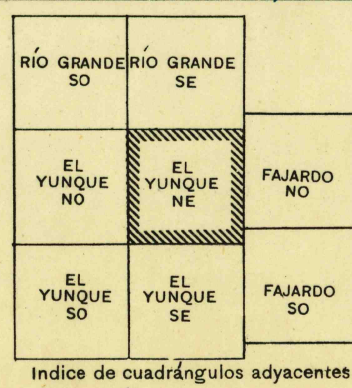 RÍO GRANDE
SO
RÍO GRANDE
SE
EL
YUNQUE
NO
EL
YUNQUE
NE
FAJARDO
NO
EL
YUNQUE
SO
EL
YUNQUE
SE
FAJARDO
SO
Indice de cuadrángulos adyacentes